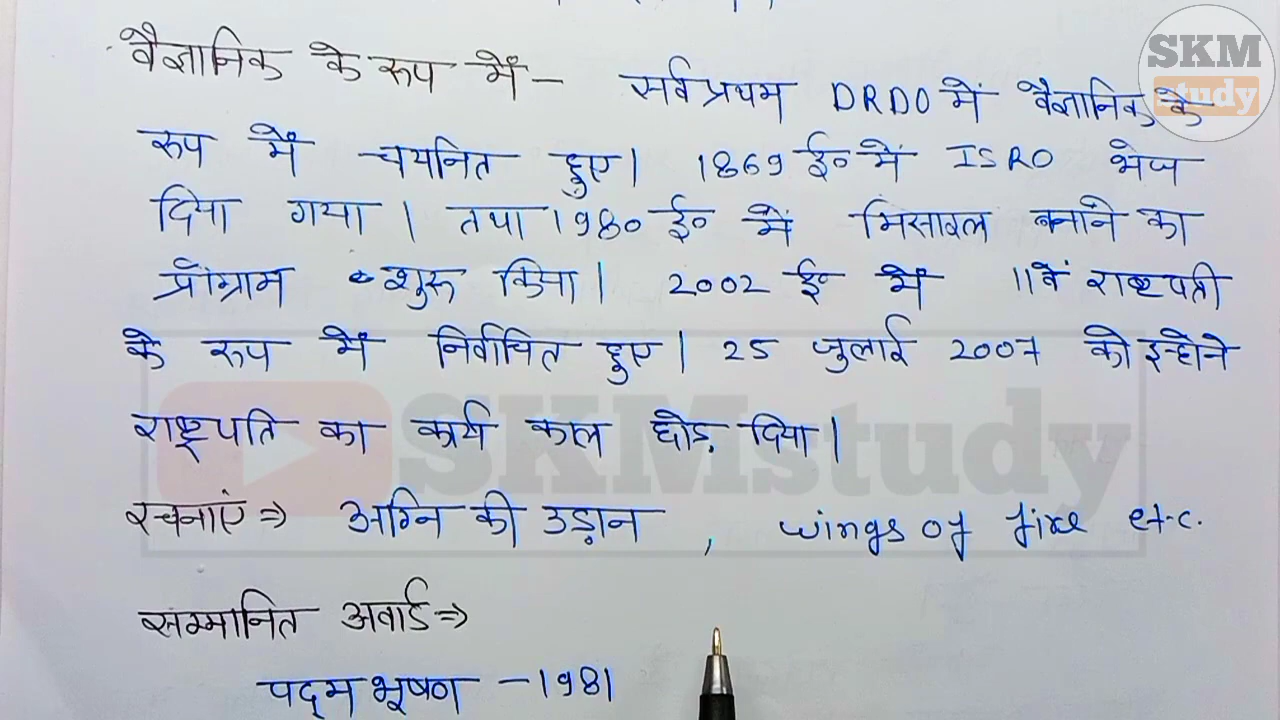 वैज्ञानिक के रूप में - सर्वप्रथम DRDO में वैज्ञानिक के
रूप में चयनित हुए। 1869 ई० में ISRO भेज
दिया गया। तथा 1980 ई० में मिसाइल बनाने का
प्रोग्राम शुरू किया। 2002 ई० में 11वें राष्ट्रपती
के रूप में निर्वाचित हुए। 25 जुलाई 2007 को इन्होने
राष्ट्रपति का कार्य काल छोड़ दिया।
रचनाएं ⇒ अग्नि की उड़ान , wings of fire etc.
सम्मानित अवार्ड ⇒
पद्म भूषण - 1981
SKM
study
SKMstudy